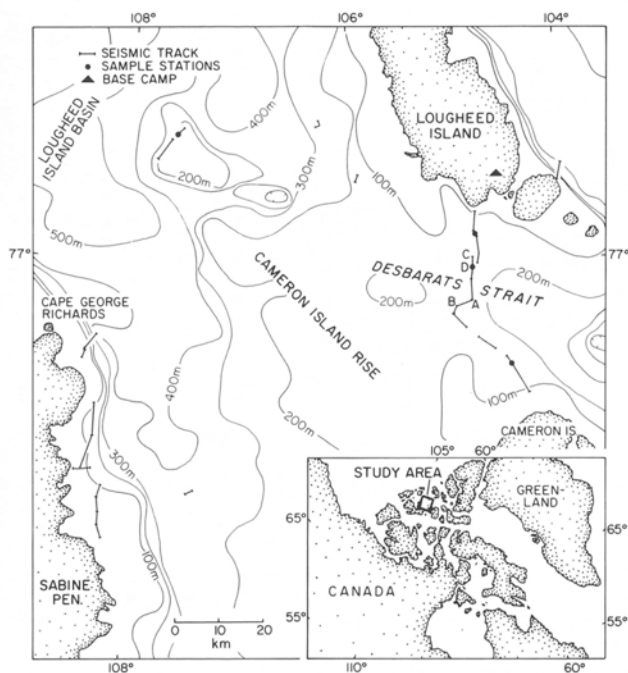 108°
106°
104°
SEISMIC TRACK
SAMPLE STATIONS
BASE CAMP
LOUGHEED
ISLAND BASIN
400m
300m
100m
200m
500m
LOUGHEED
ISLAND
77°
77°
C
D
DESBARATS STRAIT
200m
200m
B
A
CAMERON ISLAND RISE
CAPE GEORGE
RICHARDS
400m
200m
100m
300m
100m
CAMERON IS
SABINE
PEN.
0 10 20
km
108°
105°
60°
STUDY AREA
GREEN-
LAND
65°
65°
CANADA
55°
55°
110°
60°